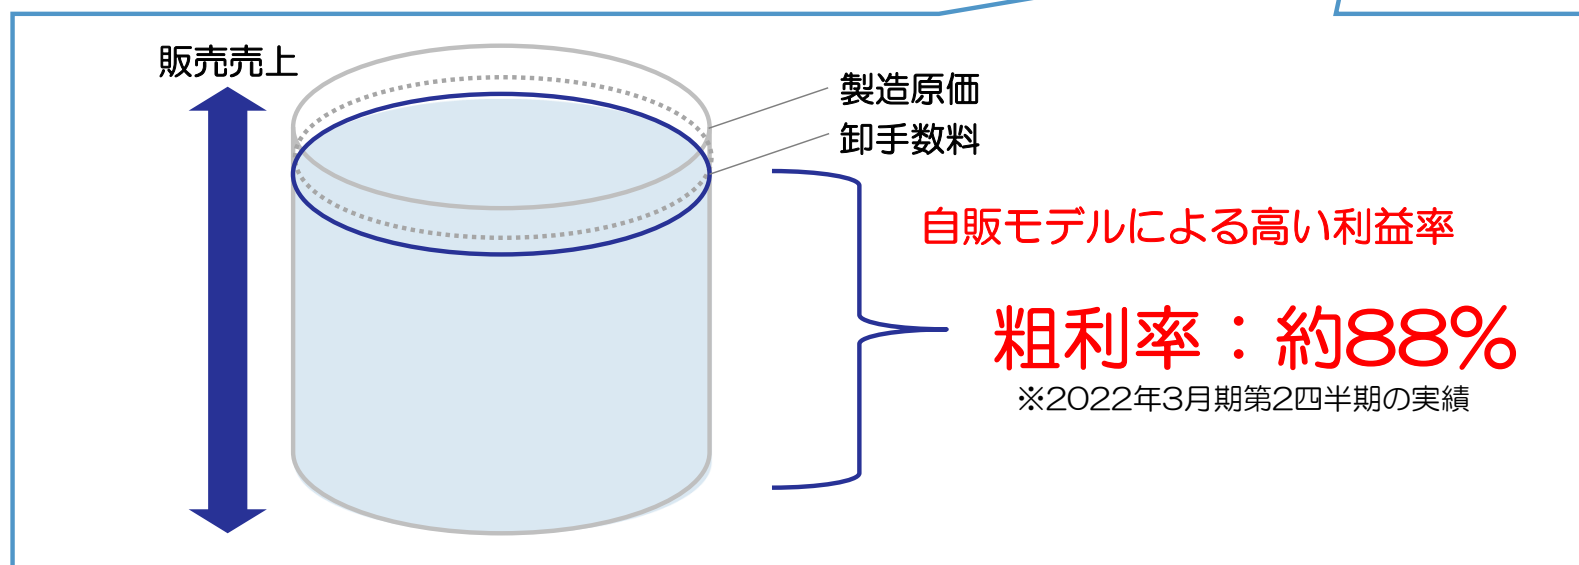 販売売上
製造原価
卸手数料
自販モデルによる高い利益率
粗利率：約88%
※2022年3月期第2四半期の実績